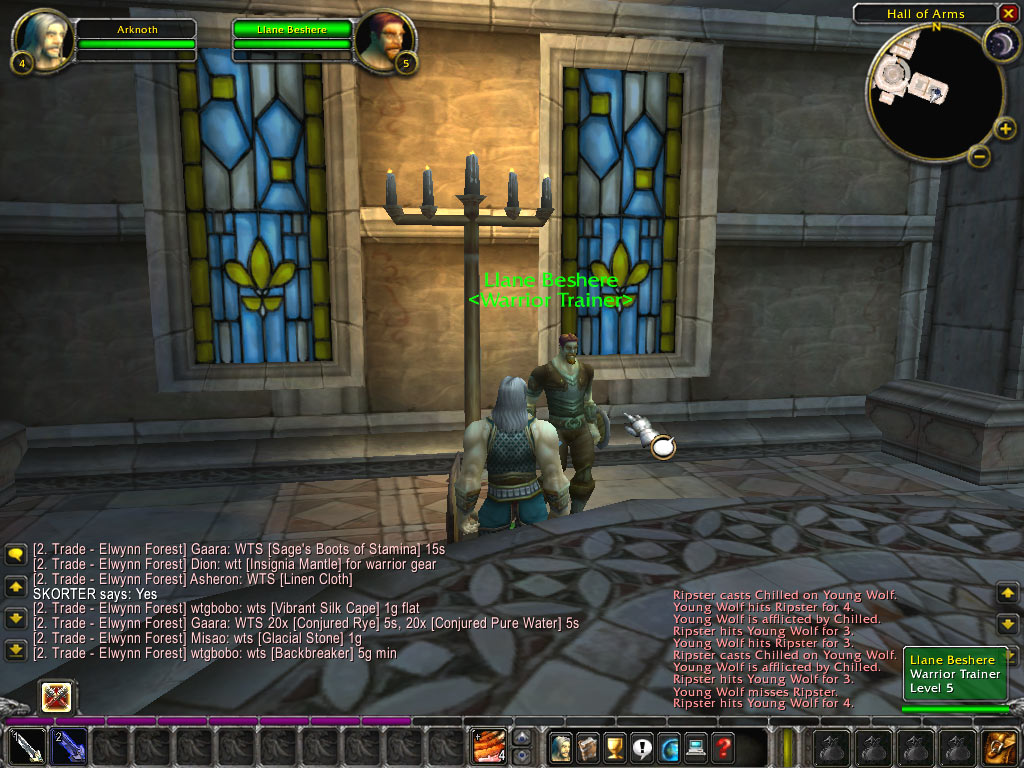 Arknoth
4
Llane Beshere
5
Hall of Arms
N
Llane Beshere
<Warrior Trainer>
[2. Trade - Elwynn Forest] Gaara: WTS [Sage's Boots of Stamina] 15s
[2. Trade - Elwynn Forest] Dion: wtt [Insignia Mantle] for warrior gear
[2. Trade - Elwynn Forest] Asheron: WTS [Linen Cloth]
SKORTER says: Yes
[2. Trade - Elwynn Forest] wtgbobo: wts [Vibrant Silk Cape] 1g flat
[2. Trade - Elwynn Forest] Gaara: WTS 20x [Conjured Rye] 5s, 20x [Conjured Pure Water] 5s
[2. Trade - Elwynn Forest] Misao: wts [Glacial Stone] 1g
[2. Trade - Elwynn Forest] wtgbobo: wts [Backbreaker] 5g min
Ripster casts Chilled on Young Wolf.
Young Wolf hits Ripster for 4.
Young Wolf is afflicted by Chilled.
Ripster hits Young Wolf for 3.
Young Wolf hits Ripster for 2.
Ripster casts Chilled on Young Wolf.
Young Wolf is afflicted by Chilled.
Ripster hits Young Wolf for 3.
Young Wolf misses Ripster.
Ripster hits Young Wolf for 4.
Llane Beshere
Warrior Trainer
Level 5
1
2
+
4